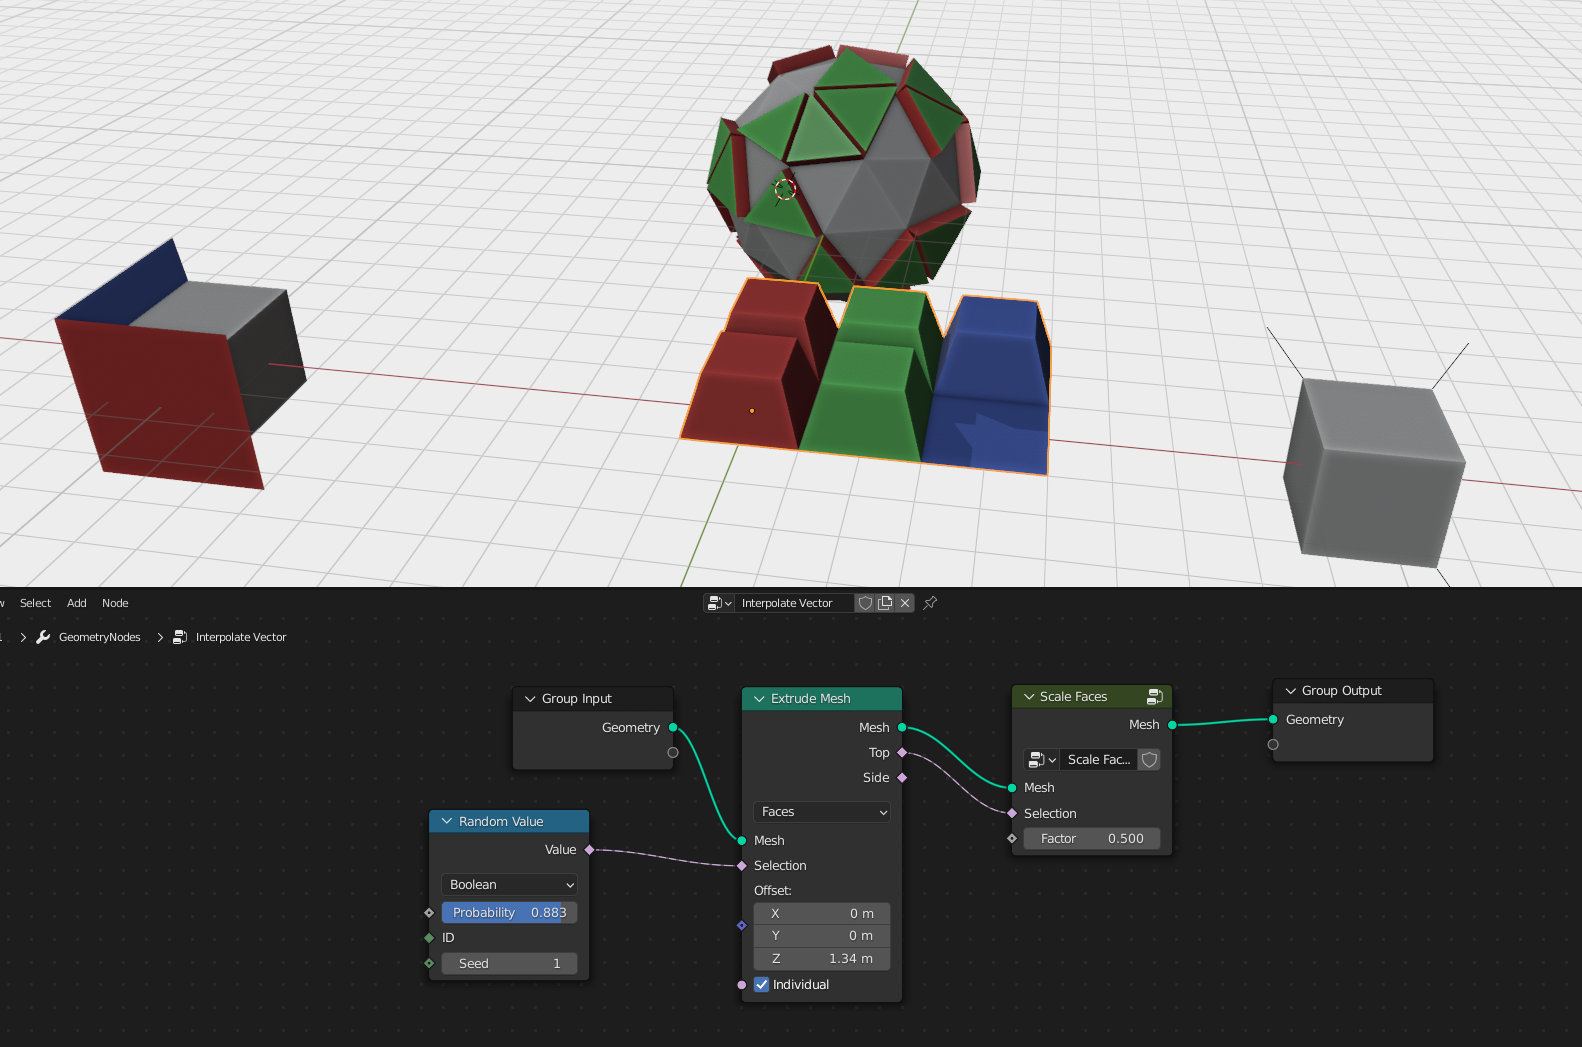 Select Add Node
Interpolate Vector
GeometryNodes Interpolate Vector
Group Input
Geometry
Random Value
Value
Boolean
Probability 0.883
ID
Seed 1
Extrude Mesh
Mesh
Top
Side
Faces
Mesh
Selection
Offset:
X 0 m
Y 0 m
Z 1.34 m
Individual
Scale Faces
Mesh
Scale Fac...
Mesh
Selection
Factor 0.500
Group Output
Geometry